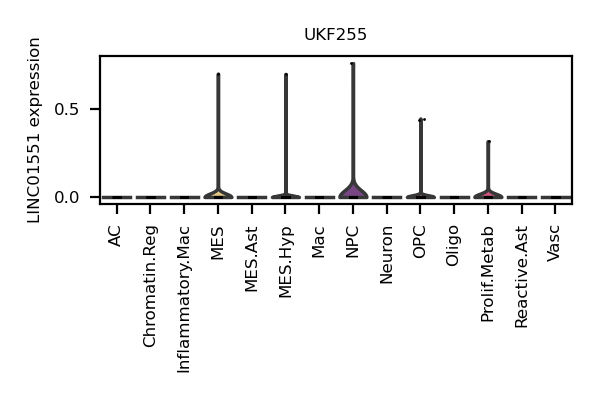 UKF255
LINC01551 expression
0.5
0.0
AC
Chromatin.Reg
Inflammatory.Mac
MES
MES.Ast
MES.Hyp
Mac
NPC
Neuron
OPC
Oligo
Prolif.Metab
Reactive.Ast
Vasc